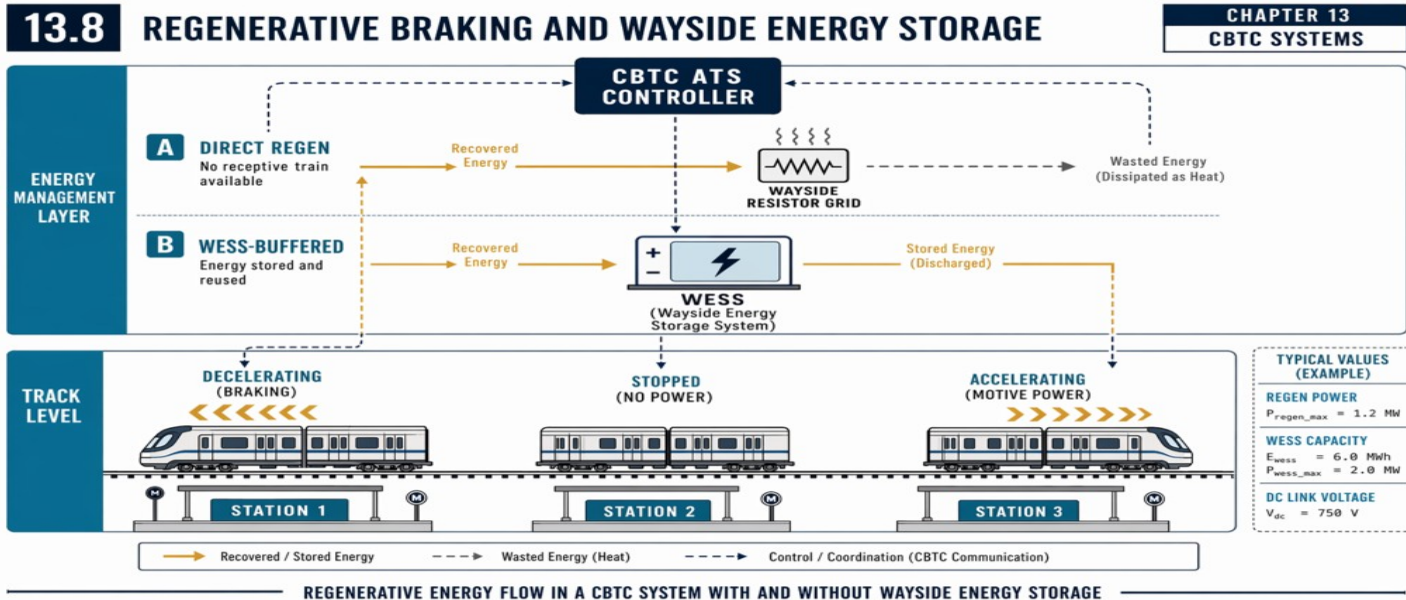 13.8 REGENERATIVE BRAKING AND WAYSIDE ENERGY STORAGE
CHAPTER 13
CBTC SYSTEMS
ENERGY
MANAGEMENT
LAYER
CBTC ATS
CONTROLLER
A DIRECT REGEN
No receptive train
available
Recovered
Energy
WAYSIDE
RESISTOR GRID
Wasted Energy
(Dissipated as Heat)
B WESS-BUFFERED
Energy stored and
reused
Recovered
Energy
+
−
WESS
(Wayside Energy
Storage System)
Stored Energy
(Discharged)
TRACK
LEVEL
DECELERATING
(BRAKING)
STOPPED
(NO POWER)
ACCELERATING
(MOTIVE POWER)
M
STATION 1
M
STATION 2
M
STATION 3
M
TYPICAL VALUES
(EXAMPLE)
REGEN POWER
Pregen_max = 1.2 MW
WESS CAPACITY
Ewess = 6.0 MWh
Pwess_max = 2.0 MW
DC LINK VOLTAGE
Vdc = 750 V
Recovered / Stored Energy
Wasted Energy (Heat)
Control / Coordination (CBTC Communication)
REGENERATIVE ENERGY FLOW IN A CBTC SYSTEM WITH AND WITHOUT WAYSIDE ENERGY STORAGE